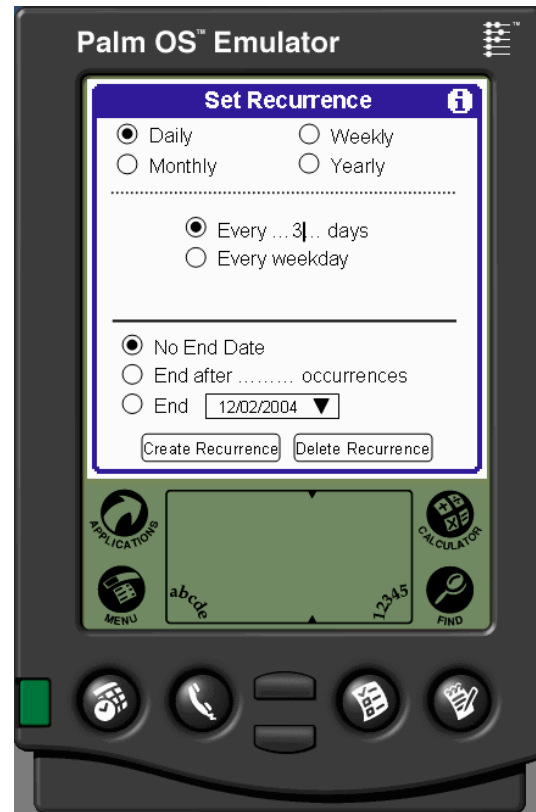 Palm OS™ Emulator
Set Recurrence
Daily Weekly
Monthly Yearly
Every ...3... days
Every weekday
No End Date
End after ......... occurrences
End 12/02/2004
Create Recurrence Delete Recurrence
APPLICATIONS
CALCULATOR
MENU
abcde
12345
FIND